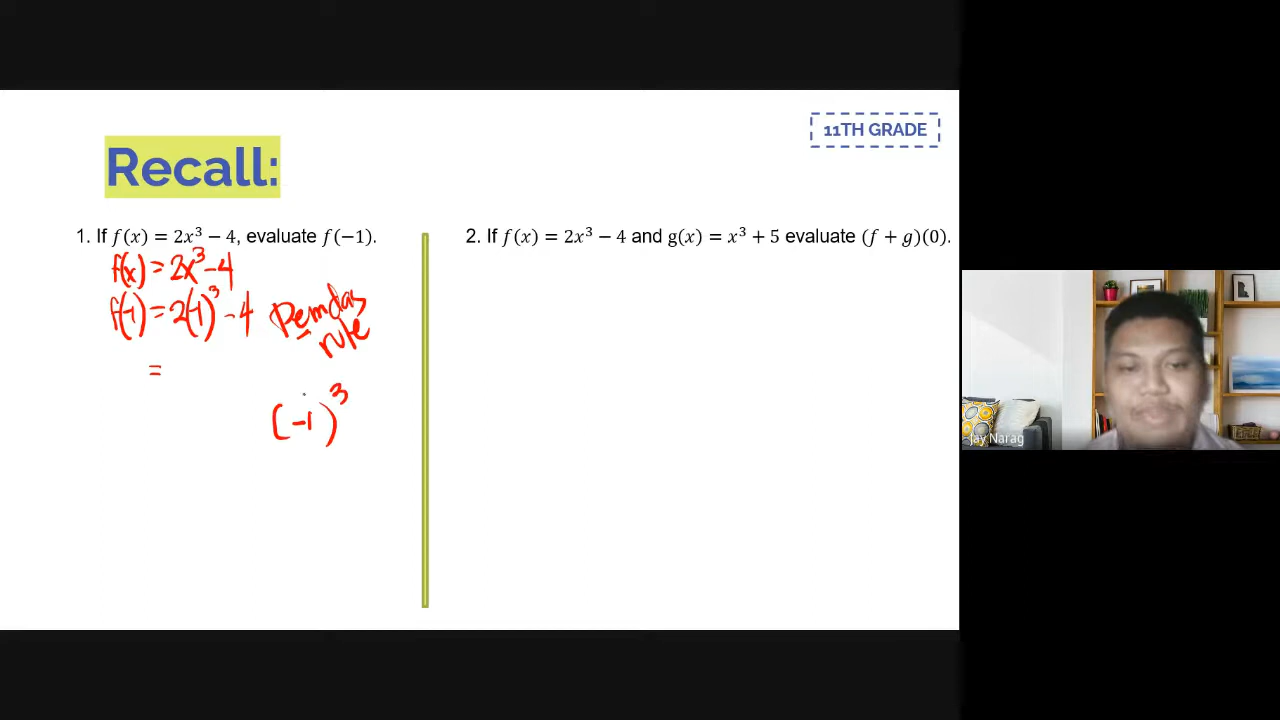 11TH GRADE
Recall:
1. If f(x) = 2x³ − 4, evaluate f(−1).
f(x) = 2x³ − 4
f(−1) = 2(−1)³ − 4
Pemdas
rule
=
(−1)³
2. If f(x) = 2x³ − 4 and g(x) = x³ + 5 evaluate (f + g)(0).
Jay Narag